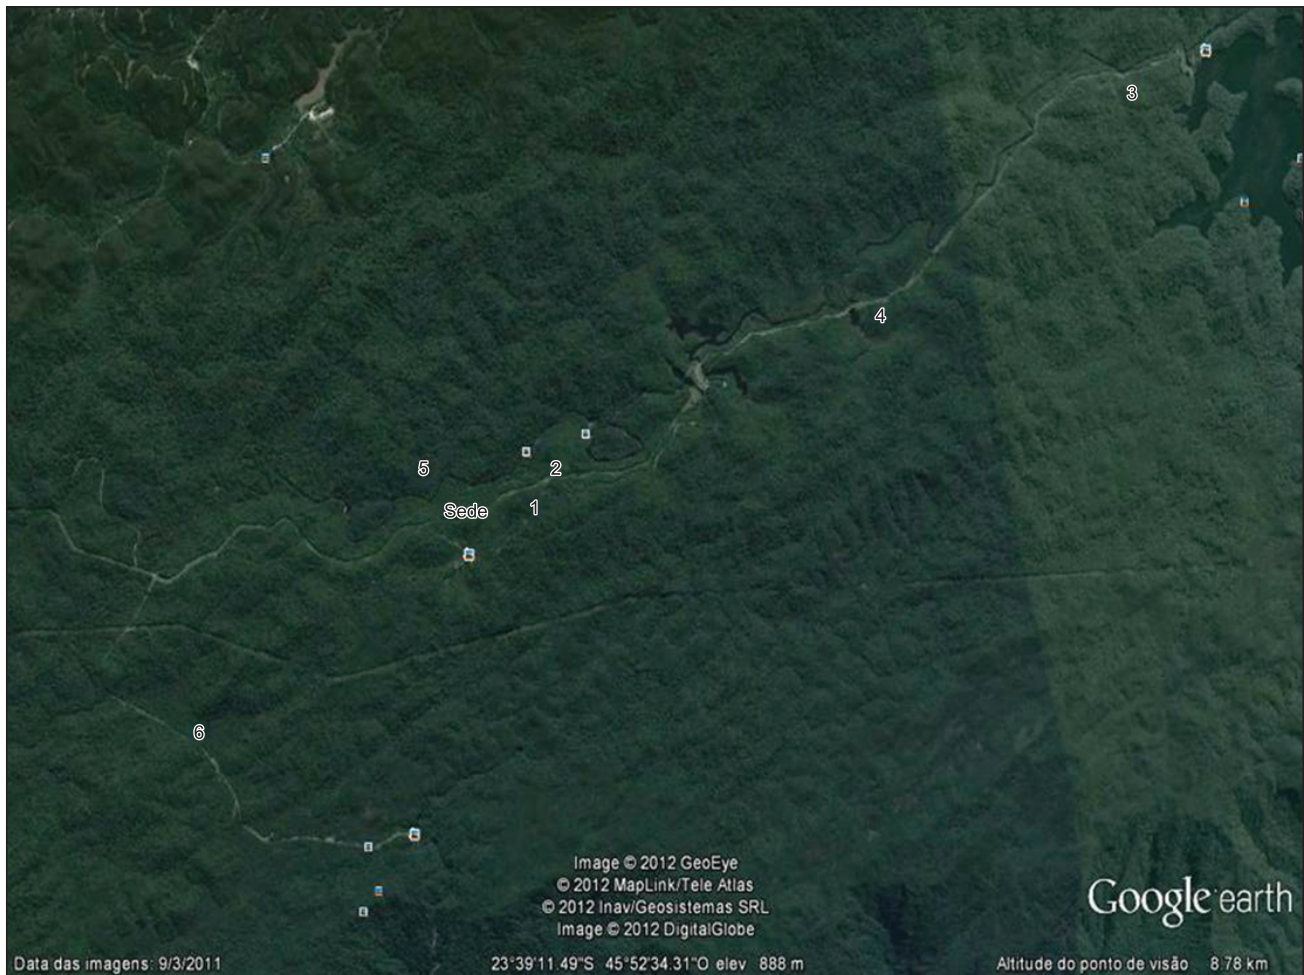 3
4
5
2
Sede
1
6
Image © 2012 GeoEye
© 2012 MapLink/Tele Atlas
© 2012 Inav/Geosistemas SRL
Image © 2012 DigitalGlobe
Google earth
Data das imagens: 9/3/2011
23°39'11.49"S 45°52'34.31"O elev 888 m
Altitude do ponto de visão 8.78 km